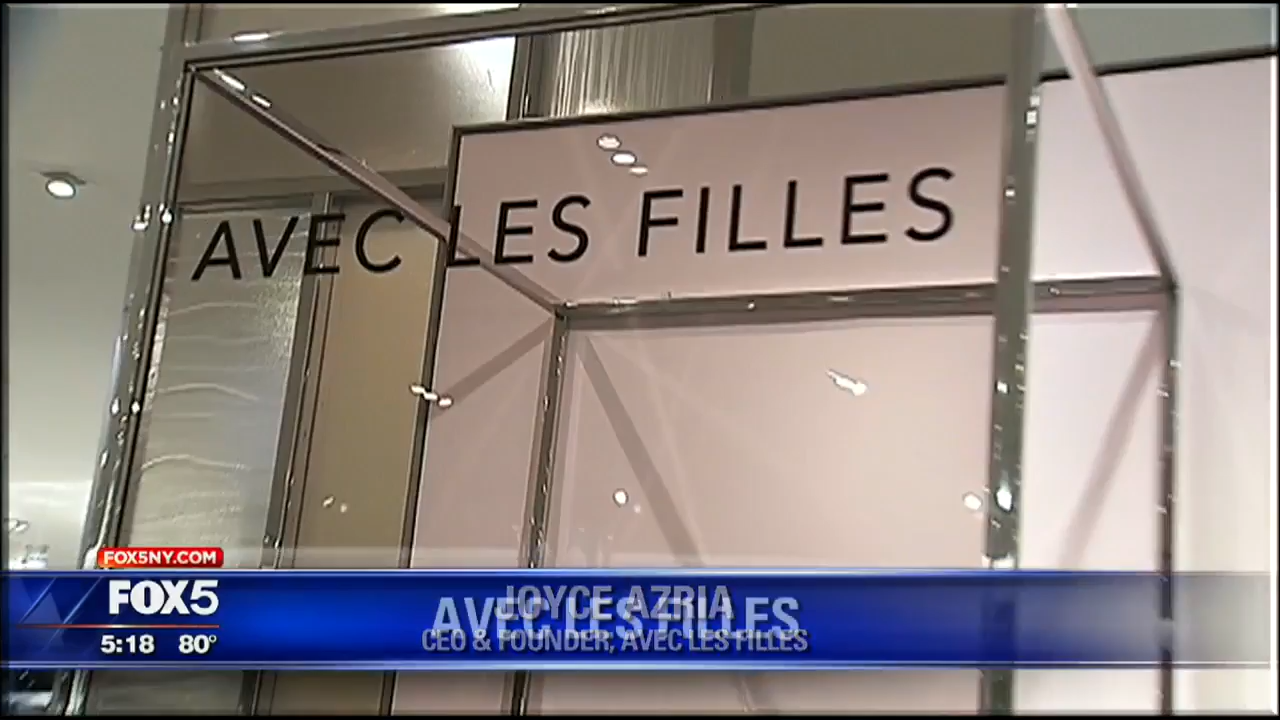 AVEC LES FILLES
FOX5NY.COM
FOX5
5:18 80°
JOYCE AZRIA
AVEC LES FILLES
CEO & FOUNDER, AVEC LES FILLES